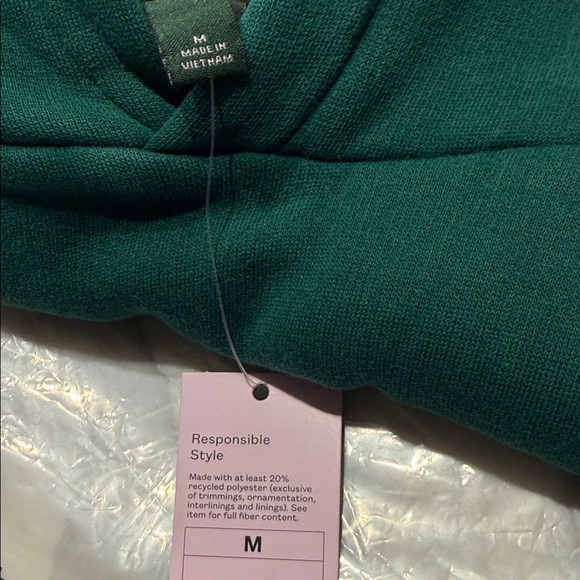 M
MADE IN
VIETNAM
Responsible
Style
Made with at least 20%
recycled polyester (exclusive
of trimmings, ornamentation,
interlinings and linings). See
item for full fiber content.
M